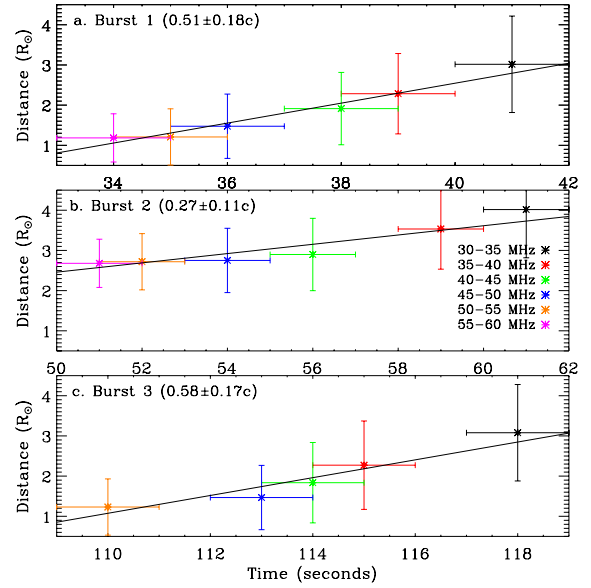 a. Burst 1 (0.51±0.18c)
Distance (R☉)
4
3
2
1
34 36 38 40 42
b. Burst 2 (0.27±0.11c)
Distance (R☉)
4
3
2
1
30−35 MHz
35−40 MHz
40−45 MHz
45−50 MHz
50−55 MHz
55−60 MHz
50 52 54 56 58 60 62
c. Burst 3 (0.58±0.17c)
Distance (R☉)
4
3
2
1
110 112 114 116 118
Time (seconds)